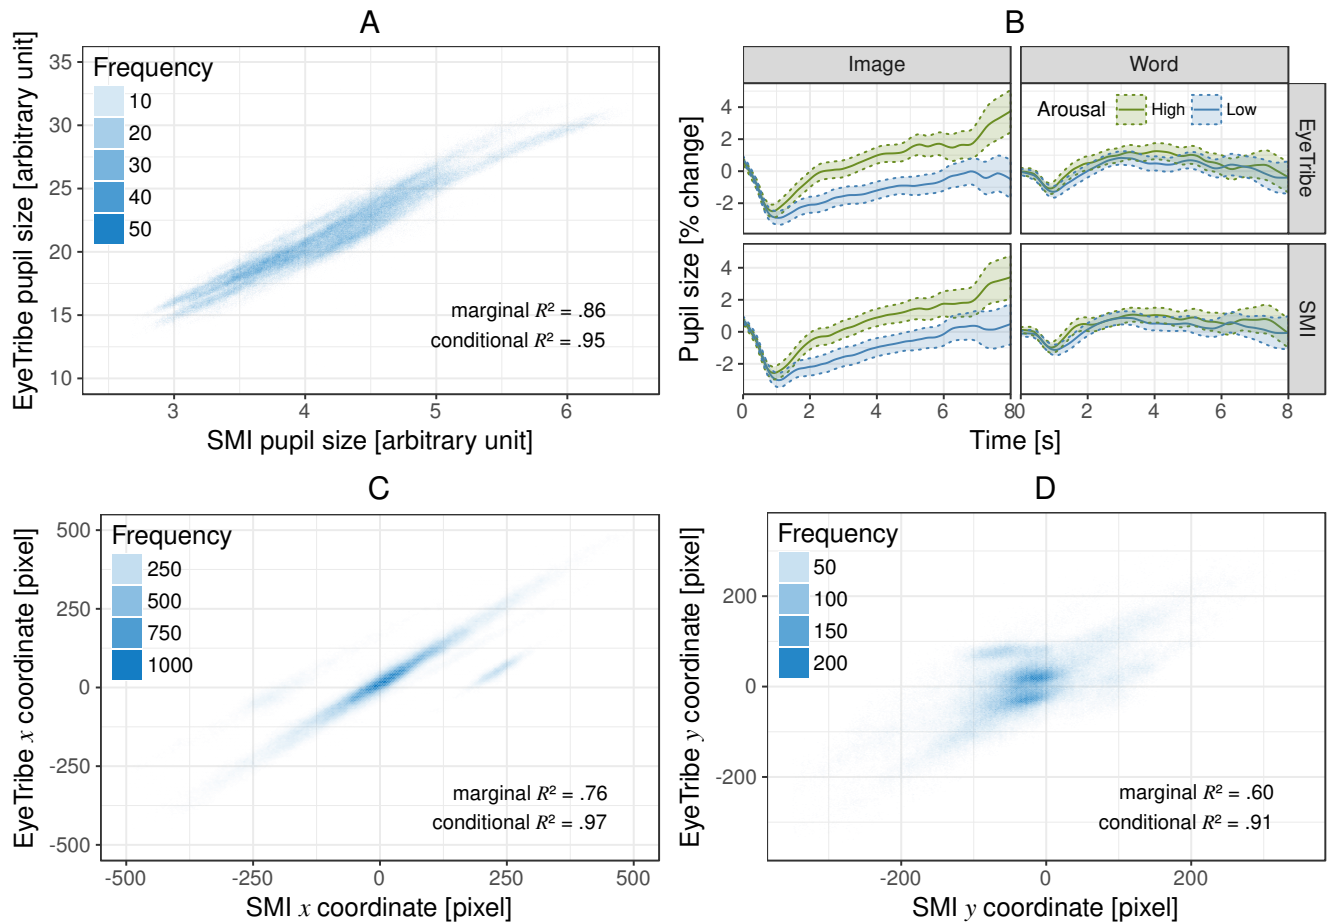 A
EyeTribe pupil size [arbitrary unit]
35
30
25
20
15
10
Frequency
10
20
30
40
50
marginal R² = .86
conditional R² = .95
3
4
5
6
SMI pupil size [arbitrary unit]
B
Image
Word
Pupil size [% change]
4
2
0
-2
4
2
0
-2
Arousal High Low
EyeTribe
SMI
0 2 4 6 8
0 2 4 6 8
Time [s]
C
EyeTribe x coordinate [pixel]
500
250
0
-250
-500
Frequency
250
500
750
1000
marginal R² = .76
conditional R² = .97
-500 -250 0 250 500
SMI x coordinate [pixel]
D
EyeTribe y coordinate [pixel]
200
0
-200
Frequency
50
100
150
200
marginal R² = .60
conditional R² = .91
-200 0 200
SMI y coordinate [pixel]